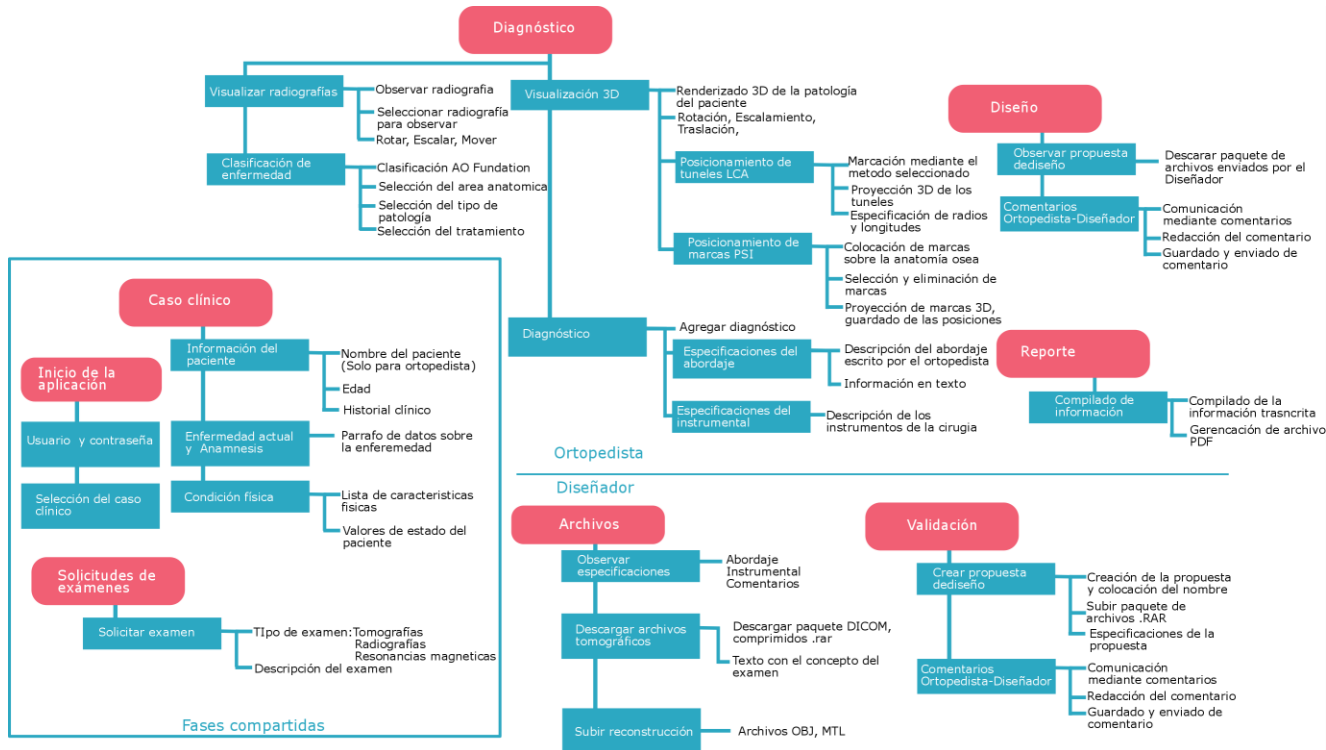 Diagnóstico
Visualizar radiografías
Observar radiografia
Seleccionar radiografía
para observar
Rotar, Escalar, Mover
Clasificación de
enfermedad
Clasificación AO Fundation
Selección del area anatomica
Selección del tipo de
patología
Selección del tratamiento
Visualización 3D
Renderizado 3D de la patología
del paciente
Rotación, Escalamiento,
Traslación,
Posicionamiento de
tuneles LCA
Marcación mediante el
metodo seleccionado
Proyección 3D de los
tuneles
Especificación de radios
y longitudes
Posicionamiento de
marcas PSI
Colocación de marcas
sobre la anatomía osea
Selección y eliminación de
marcas
Proyección de marcas 3D,
guardado de las posiciones
Diagnóstico
Agregar diagnóstico
Especificaciones del
abordaje
Descripción del abordaje
escrito por el ortopedista
Información en texto
Especificaciones del
instrumental
Descripción de los
instrumentos de la cirugia
Diseño
Observar propuesta
dediseño
Descarar paquete de
archivos enviados por el
Diseñador
Comentarios
Ortopedista-Diseñador
Comunicación
mediante comentarios
Redacción del comentario
Guardado y enviado de
comentario
Reporte
Compilado de
información
Compilado de la
información trasncrita
Gerencación de archivo
PDF
Ortopedista
Diseñador
Caso clínico
Información del
paciente
Nombre del paciente
(Solo para ortopedista)
Edad
Historial clínico
Enfermedad actual
y Anamnesis
Parrafo de datos sobre
la enferemedad
Condición física
Lista de caracteristicas
fisicas
Valores de estado del
paciente
Inicio de la
aplicación
Usuario y contraseña
Selección del caso
clínico
Solicitudes de
exámenes
Solicitar examen
TIpo de examen:Tomografías
Radiografías
Resonancias magneticas
Descripción del examen
Fases compartidas
Archivos
Observar
especificaciones
Abordaje
Instrumental
Comentarios
Descargar archivos
tomográficos
Descargar paquete DICOM,
comprimidos .rar
Texto con el concepto del
examen
Subir reconstrucción
Archivos OBJ, MTL
Validación
Crear propuesta
dediseño
Creación de la propuesta
y colocación del nombre
Subir paquete de
archivos .RAR
Especificaciones de la
propuesta
Comentarios
Ortopedista-Diseñador
Comunicación
mediante comentarios
Redacción del comentario
Guardado y enviado de
comentario